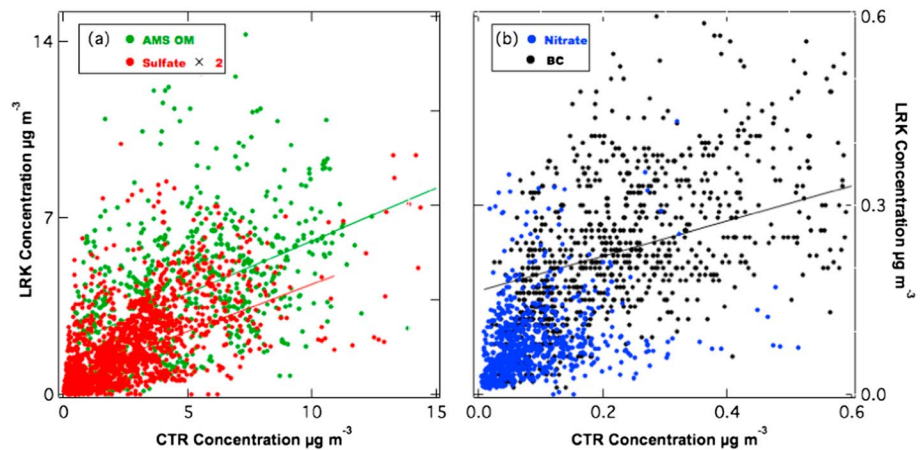 (a)
AMS OM
Sulfate × 2
14
7
0
LRK Concentration µg m⁻³
0 5 10 15
CTR Concentration µg m⁻³
(b)
Nitrate
BC
0.6
0.3
0.0
LRK Concentration µg m⁻³
0.0 0.2 0.4 0.6
CTR Concentration µg m⁻³